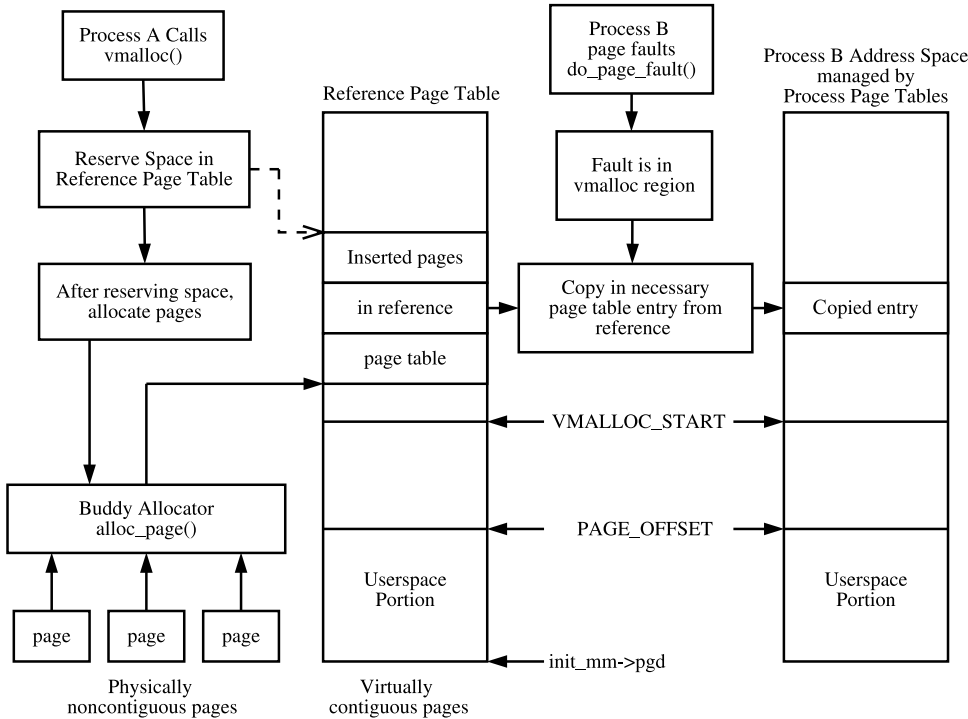 Process A Calls
vmalloc()
Reserve Space in
Reference Page Table
After reserving space,
allocate pages
Buddy Allocator
alloc_page()
page
page
page
Physically
noncontiguous pages
Reference Page Table
Inserted pages
in reference
page table
Userspace
Portion
Virtually
contiguous pages
Process B
page faults
do_page_fault()
Fault is in
vmalloc region
Copy in necessary
page table entry from
reference
VMALLOC_START
PAGE_OFFSET
init_mm->pgd
Process B Address Space
managed by
Process Page Tables
Copied entry
Userspace
Portion